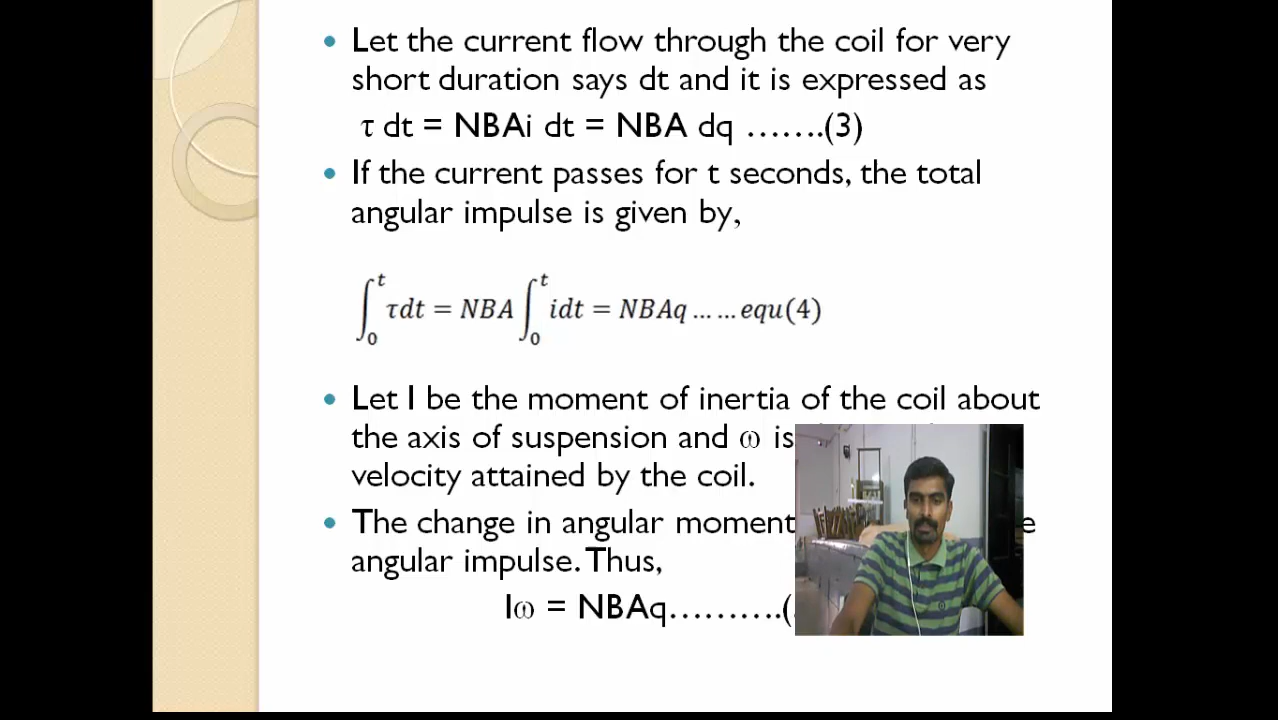 Let the current flow through the coil for very
short duration says dt and it is expressed as
τ dt = NBAi dt = NBA dq …….(3)
If the current passes for t seconds, the total
angular impulse is given by,
∫₀ᵗ τdt = NBA ∫₀ᵗ idt = NBAq ... ... equ(4)
Let I be the moment of inertia of the coil about
the axis of suspension and ω is
velocity attained by the coil.
The change in angular
angular impulse. Thus,
Iω = NBAq……….(